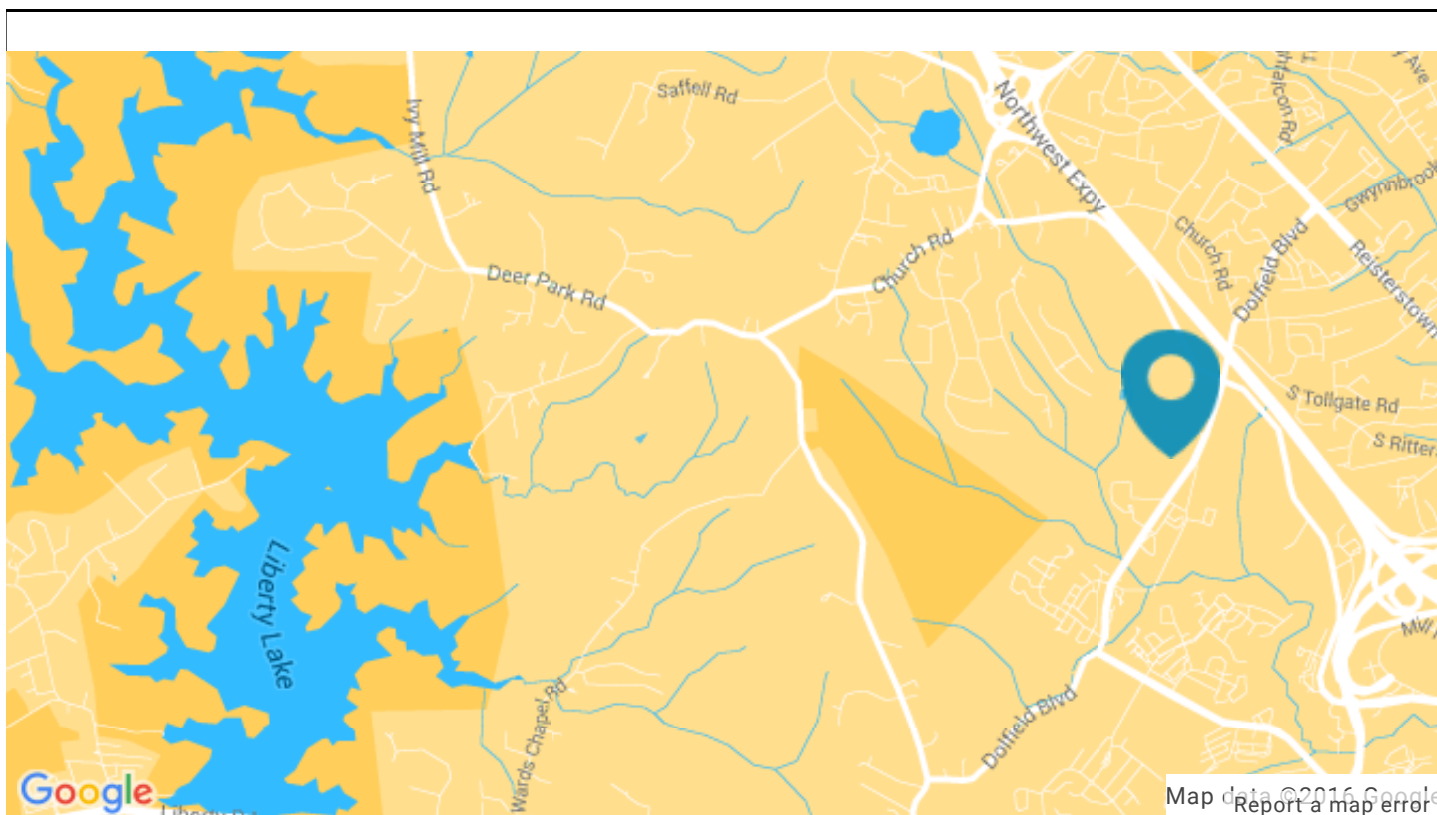 Saffell Rd
Ivy Mill Rd
Northwest Expy
Deer Park Rd
Church Rd
Church Rd
Dolfield Blvd
Gwynnbrook
Reisterstown
S Tollgate Rd
Liberty Lake
Wards Chapel Rd
Dolfield Blvd
Google
Map data ©2016 Google
Report a map error